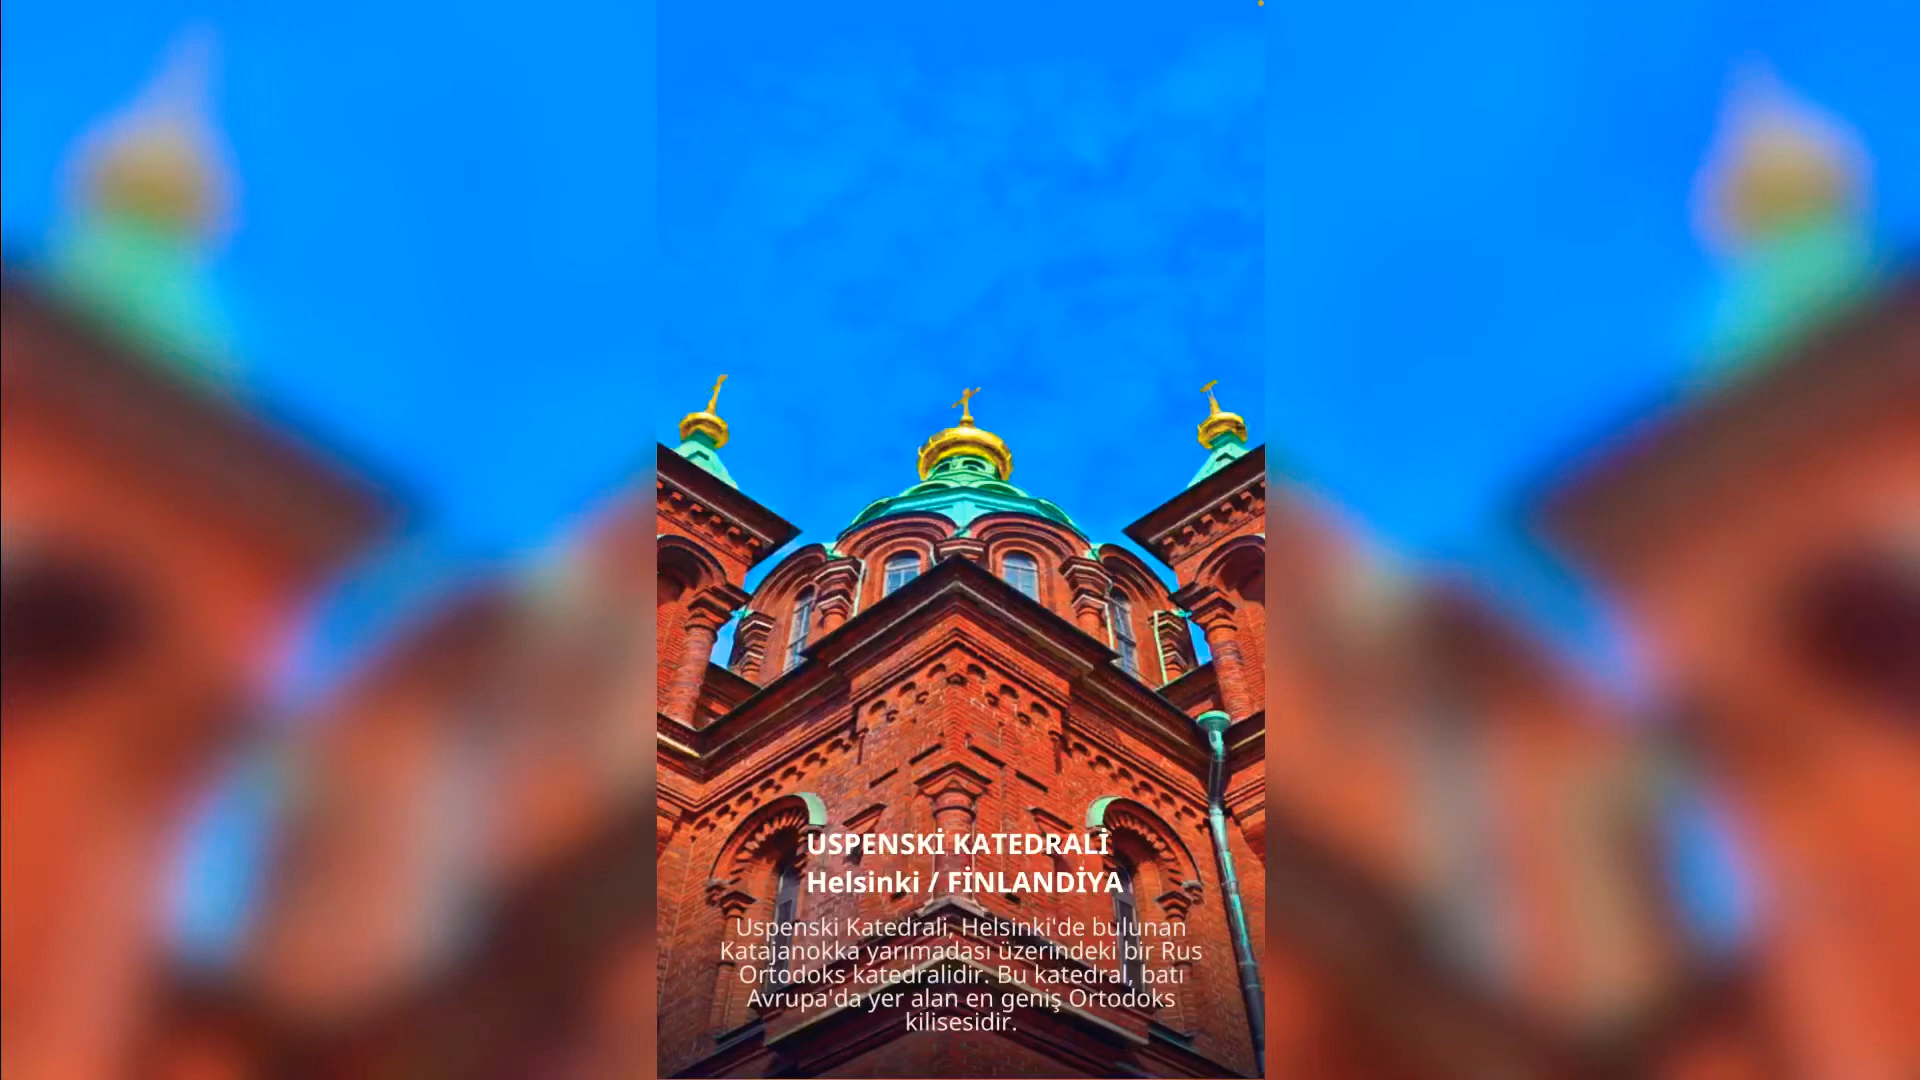 USPENSKİ KATEDRALİ
Helsinki / FİNLANDİYA
Uspenski Katedrali, Helsinki'de bulunan
Katajanokka yarımadası üzerindeki bir Rus
Ortodoks katedralidir. Bu katedral, batı
Avrupa'da yer alan en geniş Ortodoks
kilisesidir.